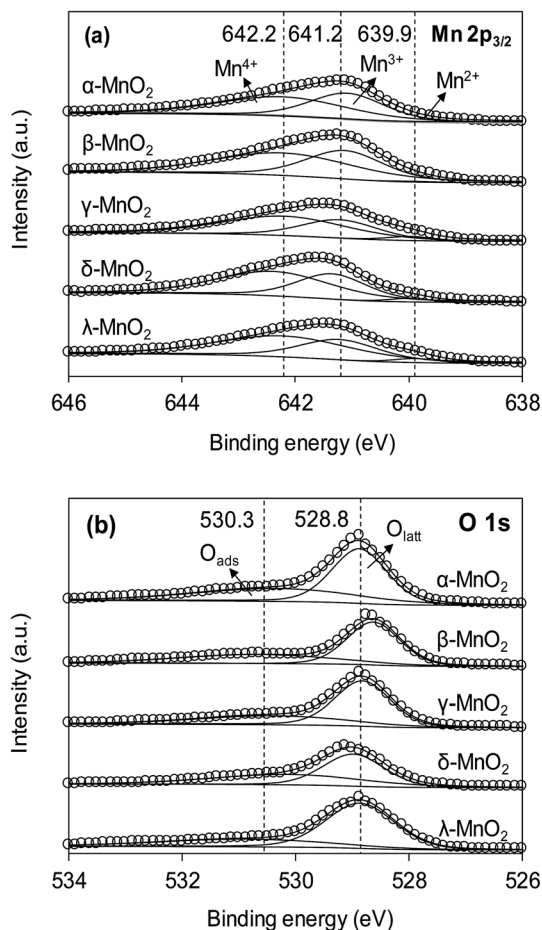 (a) 642.2 641.2 639.9 Mn 2p3/2
Mn4+ Mn3+ Mn2+
α-MnO2
β-MnO2
γ-MnO2
δ-MnO2
λ-MnO2
Intensity (a.u.)
646 644 642 640 638
Binding energy (eV)
(b) 530.3 528.8 O 1s
Oads Olatt
α-MnO2
β-MnO2
γ-MnO2
δ-MnO2
λ-MnO2
Intensity (a.u.)
534 532 530 528 526
Binding energy (eV)